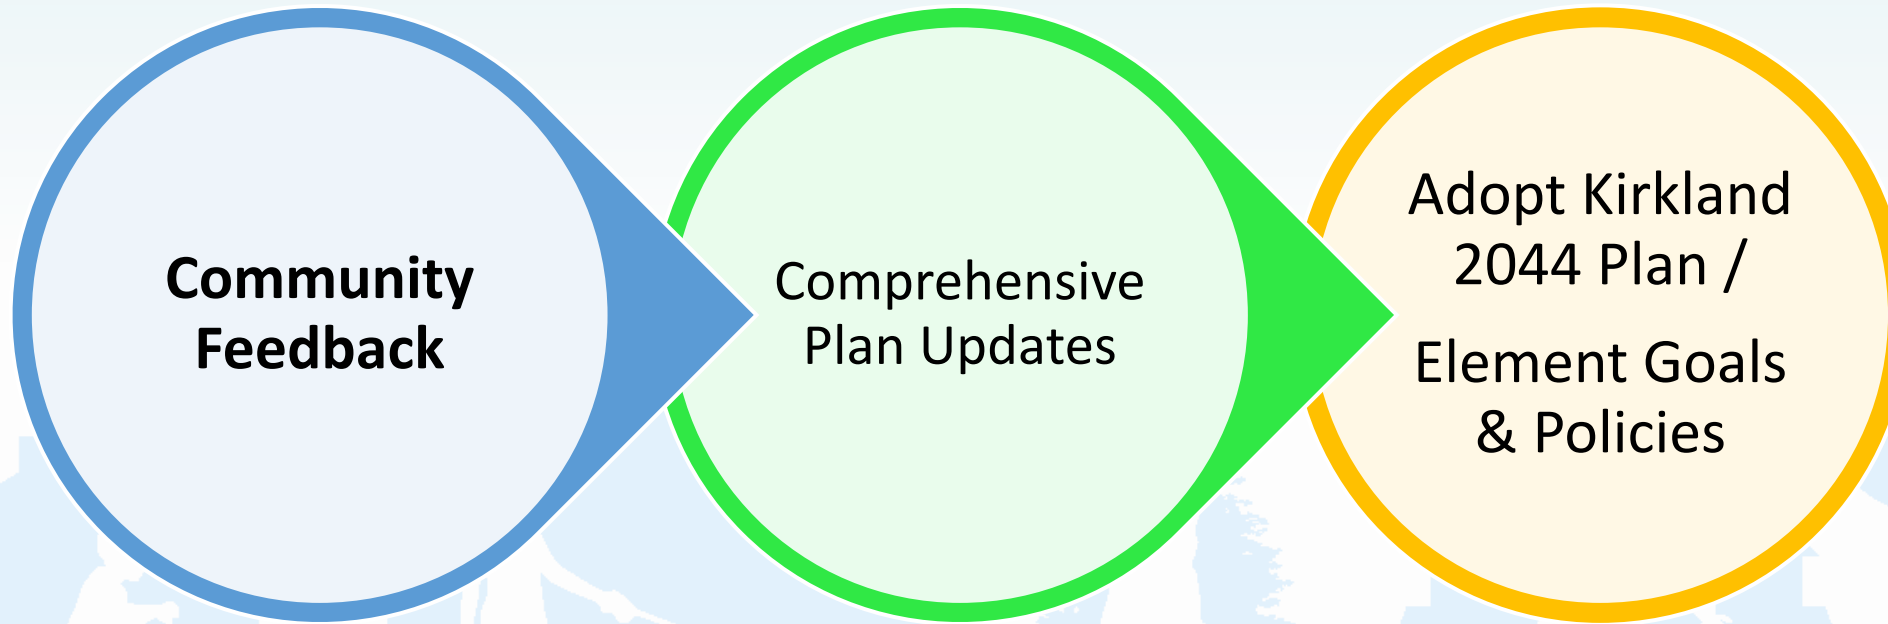 Community
Feedback
Comprehensive
Plan Updates
Adopt Kirkland
2044 Plan /
Element Goals
& Policies